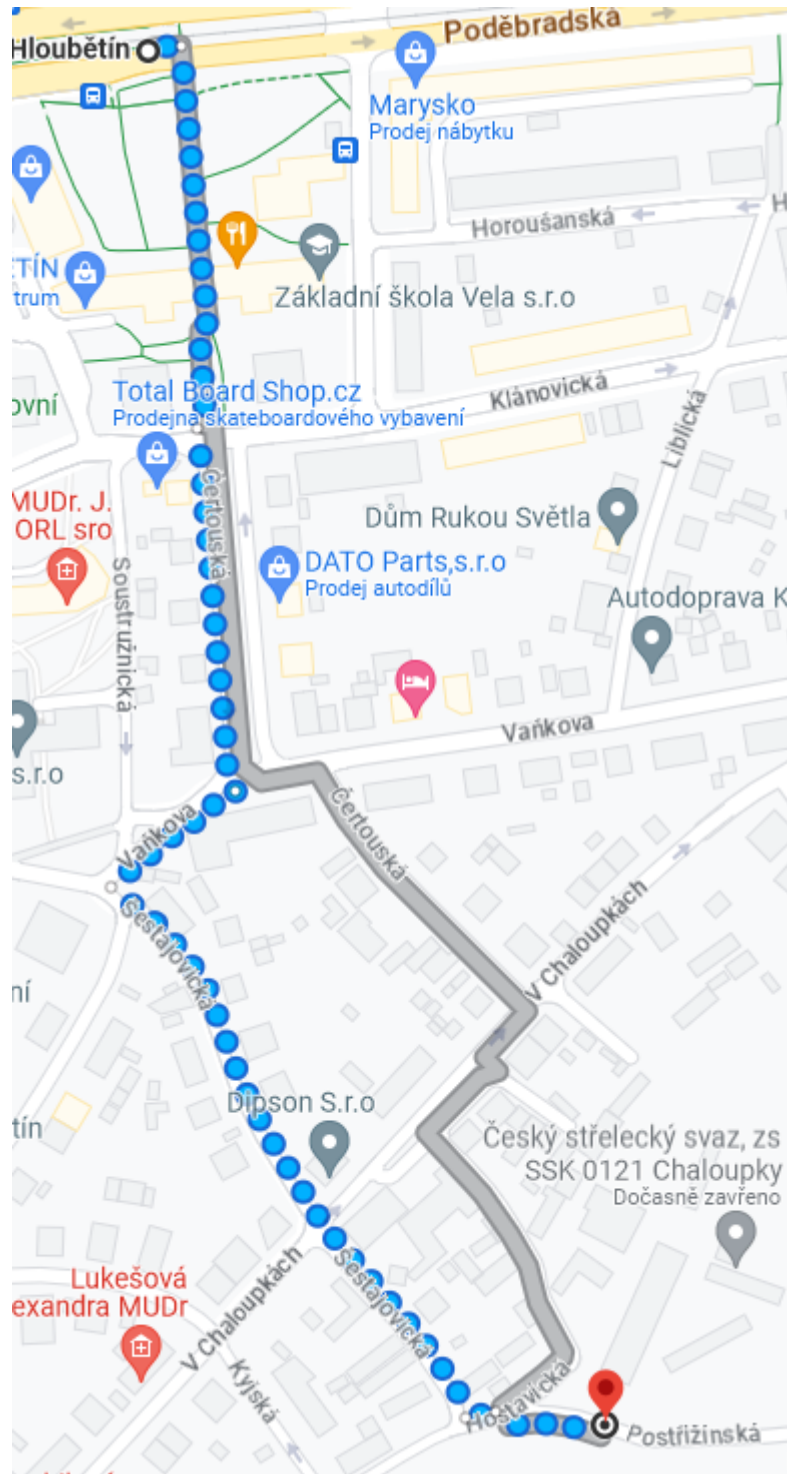 Hloubětín
Poděbradská
Marysko
Prodej nábytku
Horoušanská
H
ETÍN
trum
Základní škola Vela s.r.o
ovní
Total Board Shop.cz
Prodejna skateboardového vybavení
Klánovická
Liblická
MUDr. J.
ORL sro
Čertouská
Dům Rukou Světla
DATO Parts,s.r.o
Prodej autodílů
Soustružnická
Autodoprava K
s.r.o
Vaňkova
Čertouská
Vaňkova
V Chaloupkách
Šestajovická
ní
Dipson S.r.o
tín
Český střelecký svaz, zs
SSK 0121 Chaloupky
Dočasně zavřeno
Lukešová
exandra MUDr
V Chaloupkách
Šestajovická
Kyjská
Hostavická
Postřižinská